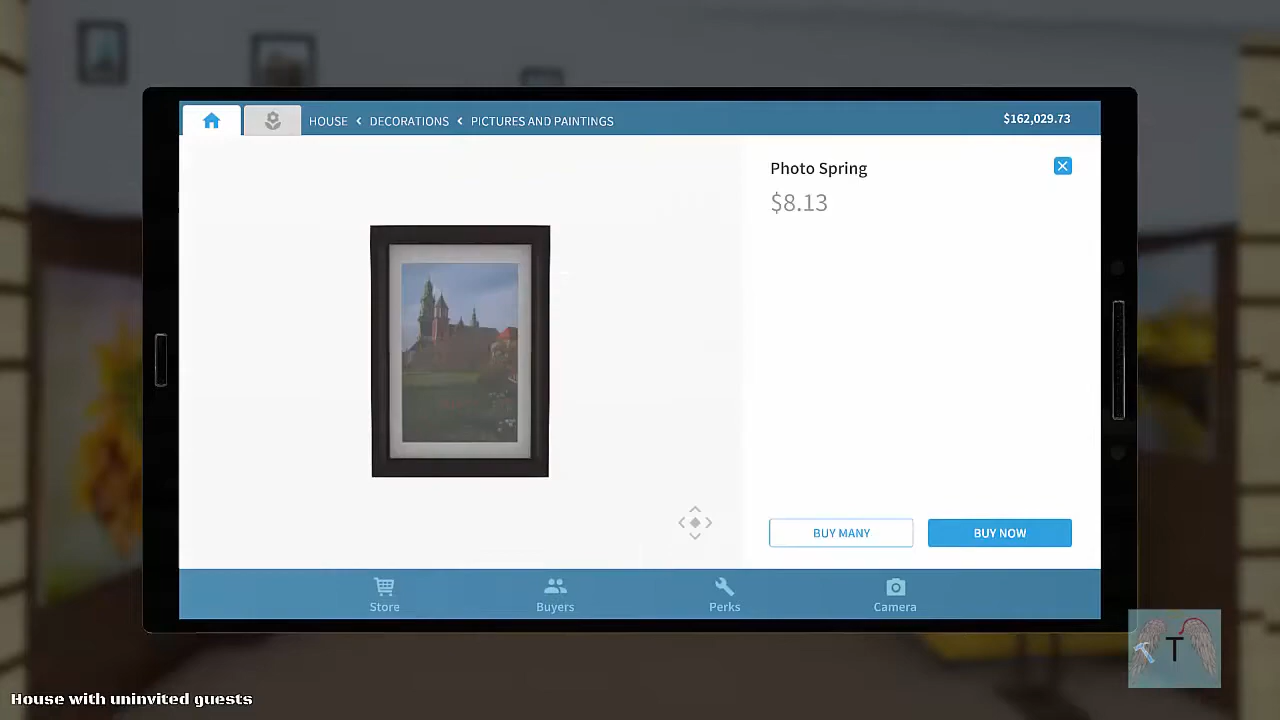 HOUSE < DECORATIONS < PICTURES AND PAINTINGS
$162,029.73
Photo Spring
$8.13
BUY MANY
BUY NOW
Store
Buyers
Perks
Camera
T
House with uninvited guests